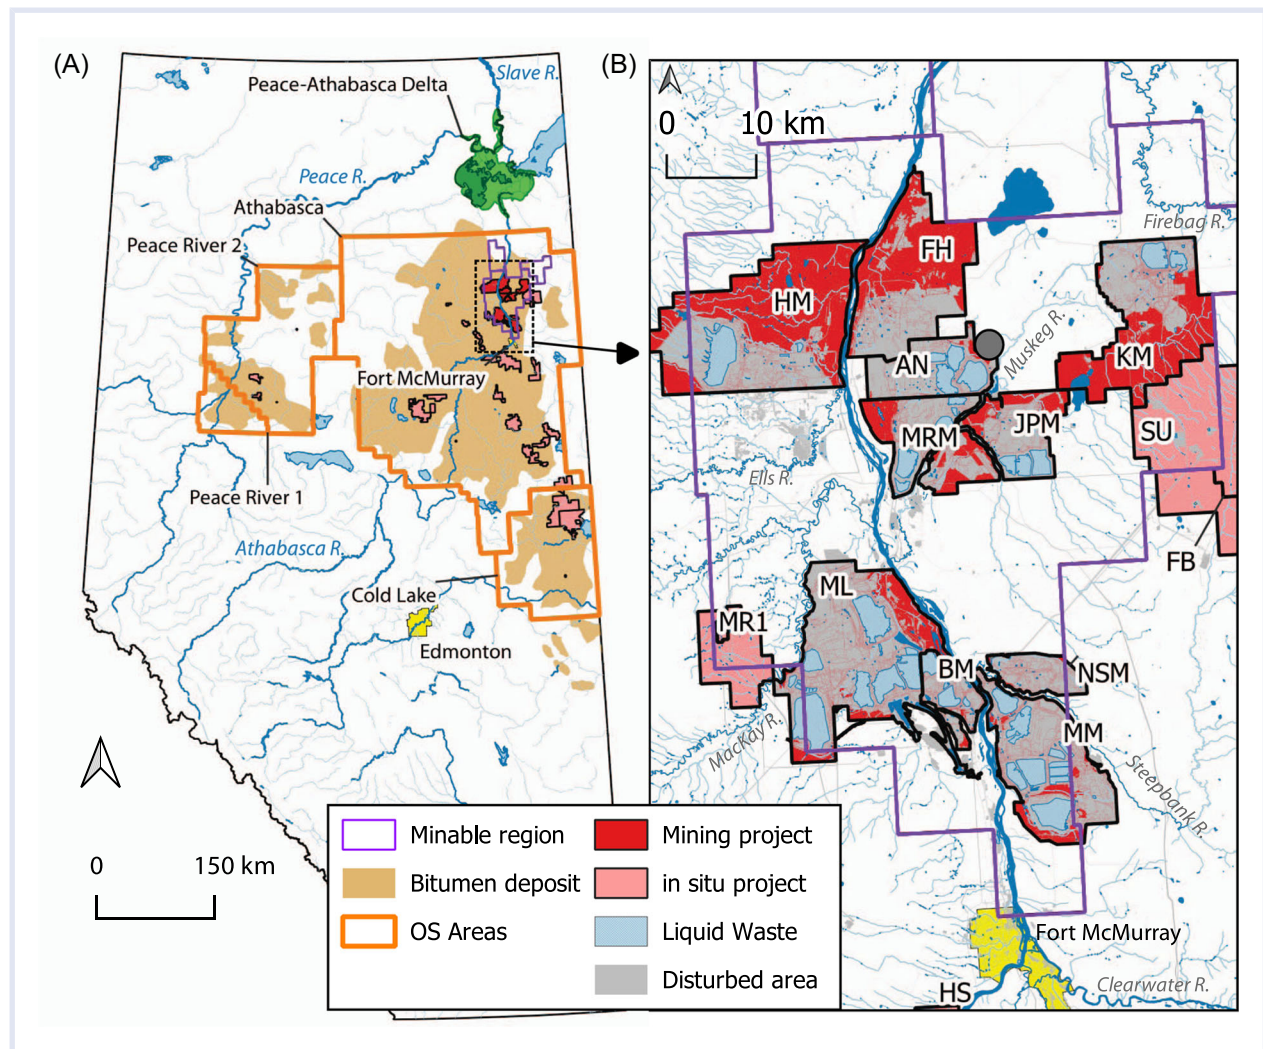 (A)
Slave R.
Peace-Athabasca Delta
Peace R.
Athabasca
Peace River 2
Fort McMurray
Peace River 1
Athabasca R.
Cold Lake
Edmonton
0 150 km
(B)
0 10 km
Firebag R.
FH
HM
Muskeg R.
KM
AN
JPM
MRM
SU
Ells R.
FB
ML
MR1
BM
NSM
MacKay R.
MM
Steepbank R.
Fort McMurray
Clearwater R.
HS
Minable region
Bitumen deposit
OS Areas
Mining project
in situ project
Liquid Waste
Disturbed area